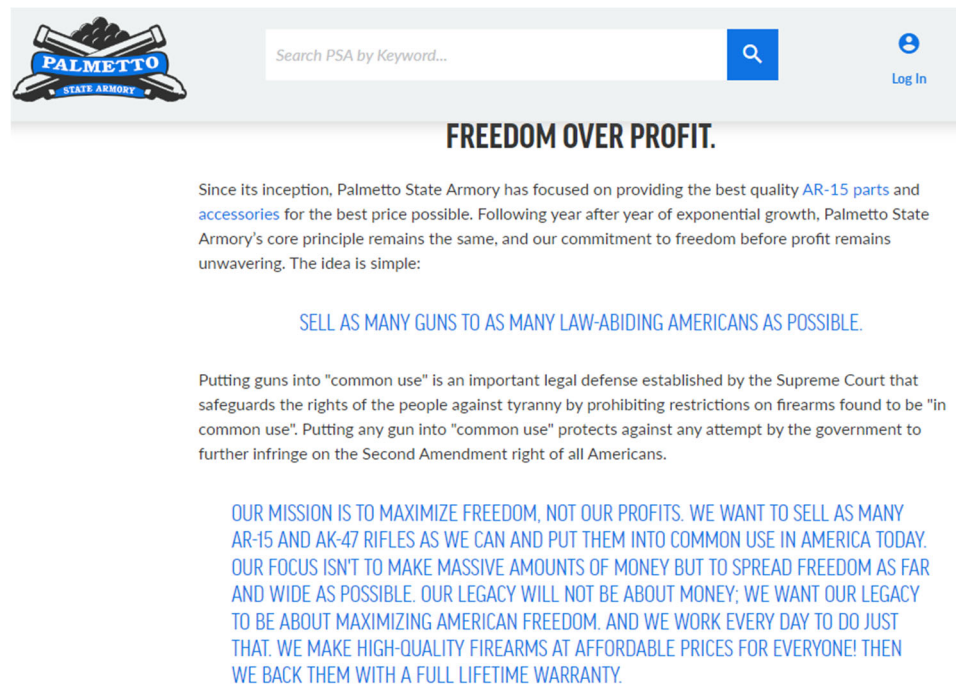 PALMETTO
STATE ARMORY
Search PSA by Keyword...
Log In
FREEDOM OVER PROFIT.
Since its inception, Palmetto State Armory has focused on providing the best quality AR-15 parts and
accessories for the best price possible. Following year after year of exponential growth, Palmetto State
Armory's core principle remains the same, and our commitment to freedom before profit remains
unwavering. The idea is simple:
SELL AS MANY GUNS TO AS MANY LAW-ABIDING AMERICANS AS POSSIBLE.
Putting guns into "common use" is an important legal defense established by the Supreme Court that
safeguards the rights of the people against tyranny by prohibiting restrictions on firearms found to be "in
common use". Putting any gun into "common use" protects against any attempt by the government to
further infringe on the Second Amendment right of all Americans.
OUR MISSION IS TO MAXIMIZE FREEDOM, NOT OUR PROFITS. WE WANT TO SELL AS MANY
AR-15 AND AK-47 RIFLES AS WE CAN AND PUT THEM INTO COMMON USE IN AMERICA TODAY.
OUR FOCUS ISN'T TO MAKE MASSIVE AMOUNTS OF MONEY BUT TO SPREAD FREEDOM AS FAR
AND WIDE AS POSSIBLE. OUR LEGACY WILL NOT BE ABOUT MONEY; WE WANT OUR LEGACY
TO BE ABOUT MAXIMIZING AMERICAN FREEDOM. AND WE WORK EVERY DAY TO DO JUST
THAT. WE MAKE HIGH-QUALITY FIREARMS AT AFFORDABLE PRICES FOR EVERYONE! THEN
WE BACK THEM WITH A FULL LIFETIME WARRANTY.